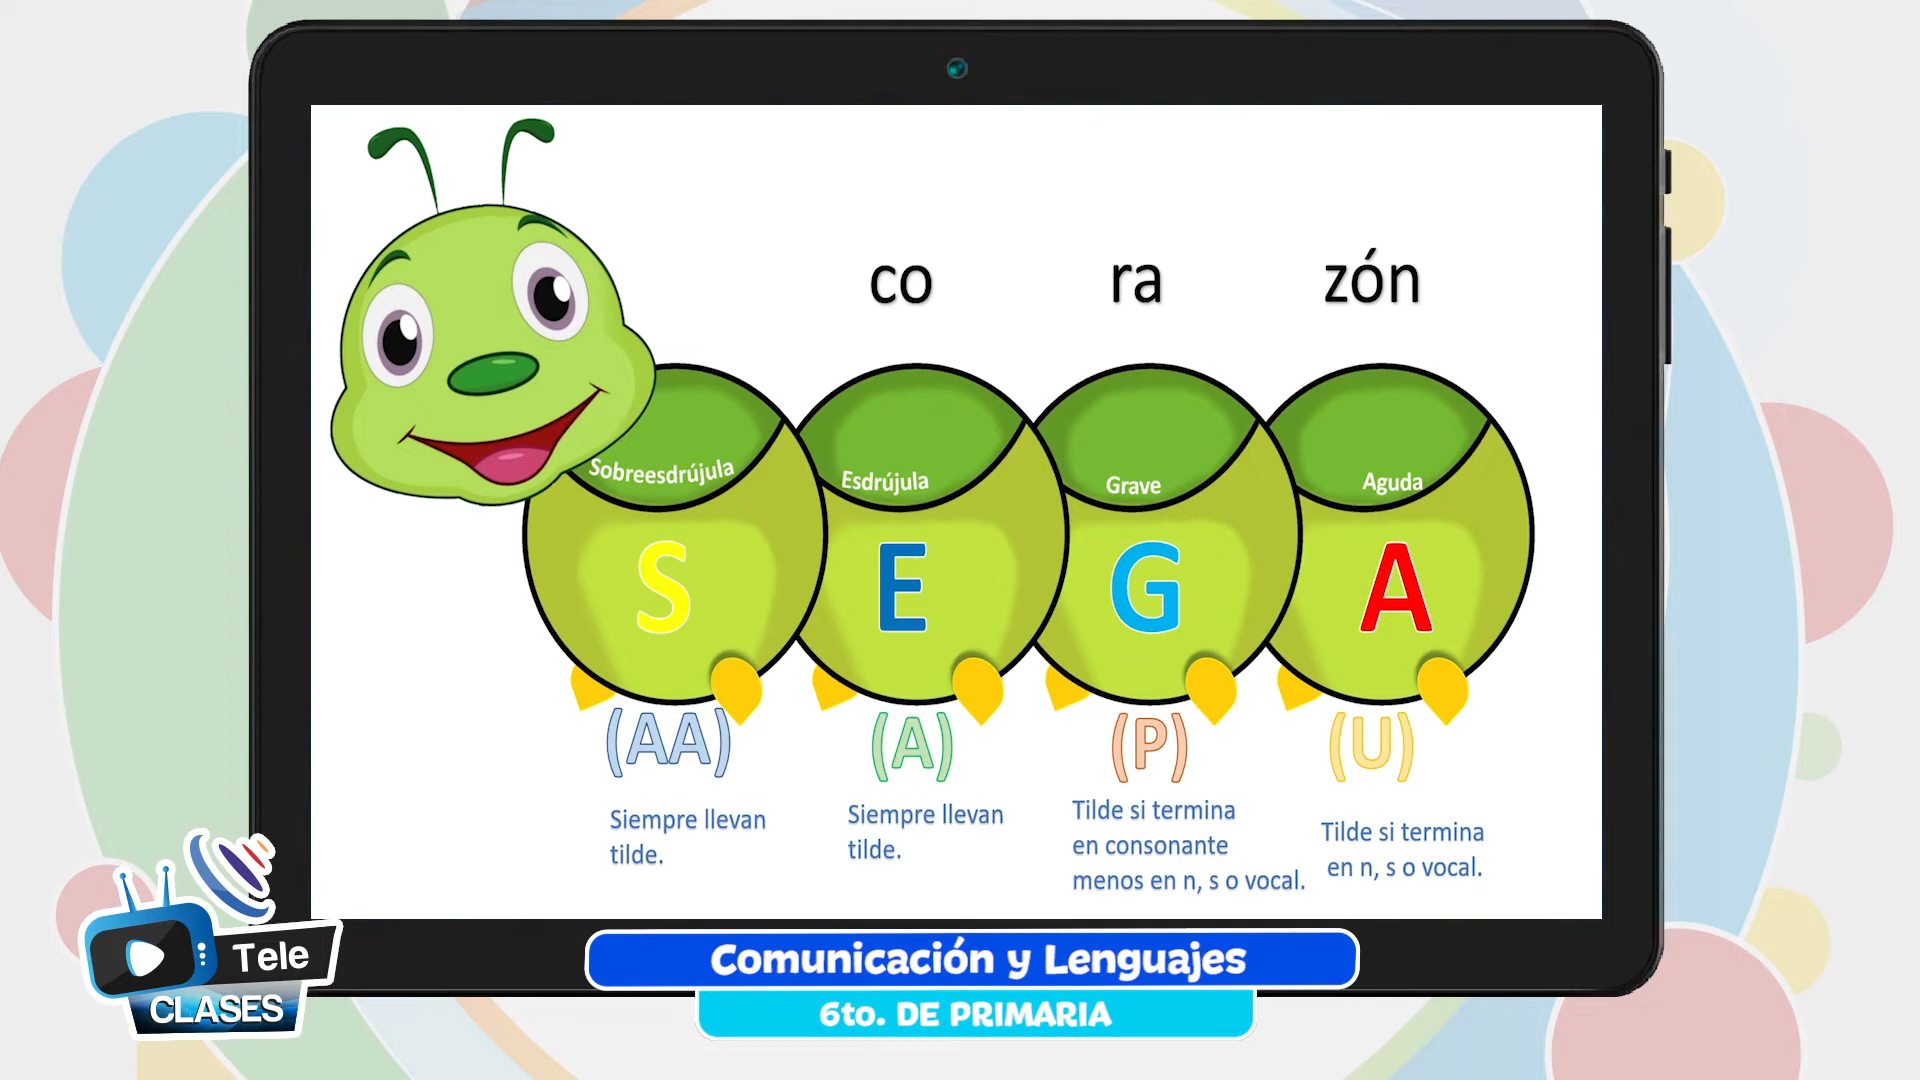 co ra zón
Sobreesdrújula Esdrújula Grave Aguda
S E G A
(AA) (A) (P) (U)
Siempre llevan
tilde.
Siempre llevan
tilde.
Tilde si termina
en consonante
menos en n, s o vocal.
Tilde si termina
en n, s o vocal.
Tele
CLASES
Comunicación y Lenguajes
6to. DE PRIMARIA